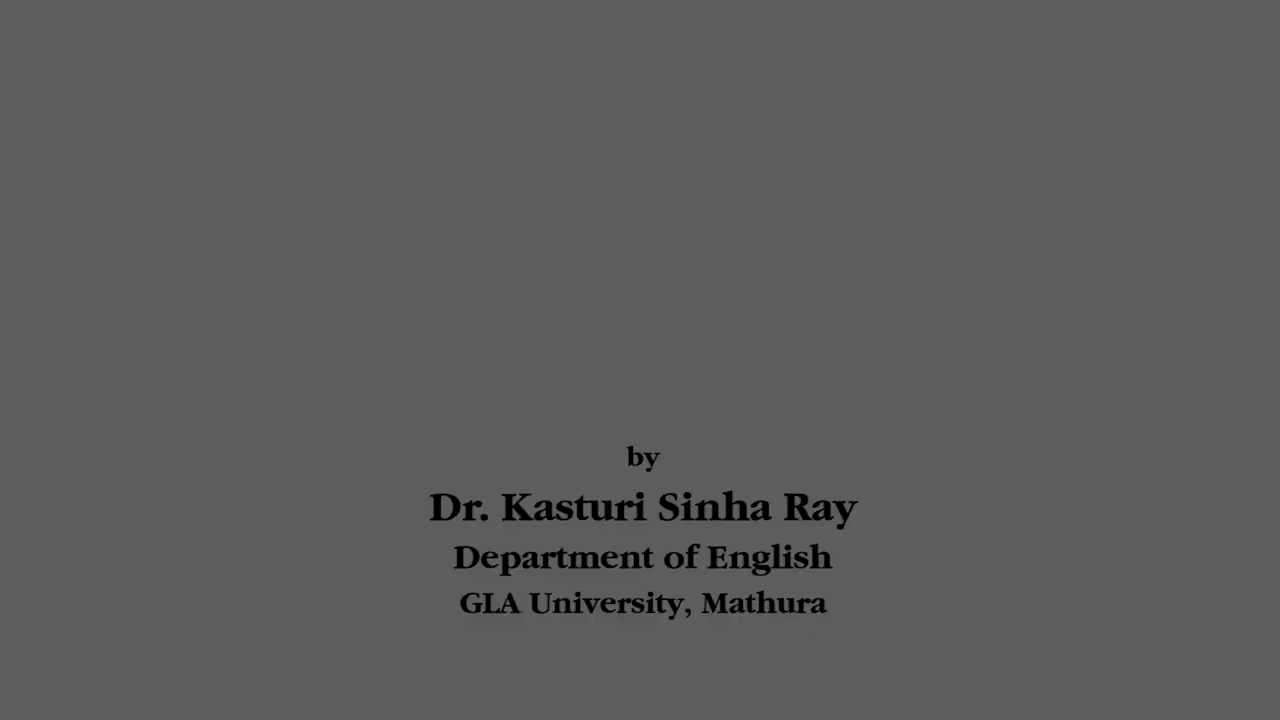 by
Dr. Kasturi Sinha Ray
Department of English
GLA University, Mathura